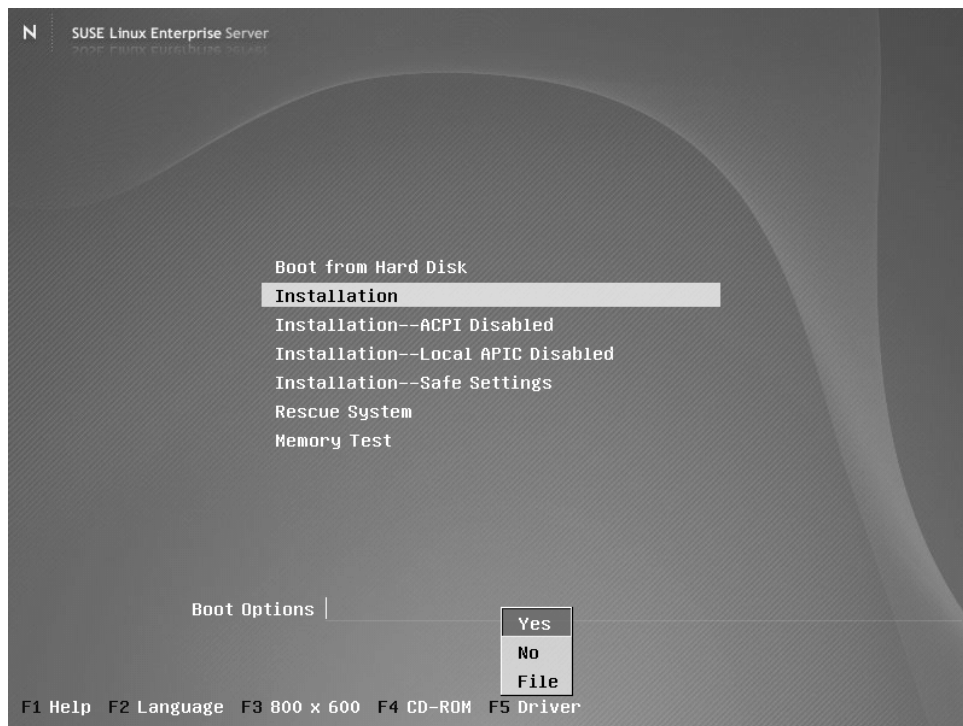 N SUSE Linux Enterprise Server
Boot from Hard Disk
Installation
Installation--ACPI Disabled
Installation--Local APIC Disabled
Installation--Safe Settings
Rescue System
Memory Test
Boot Options
Yes
No
File
F1 Help F2 Language F3 800 x 600 F4 CD-ROM F5 Driver